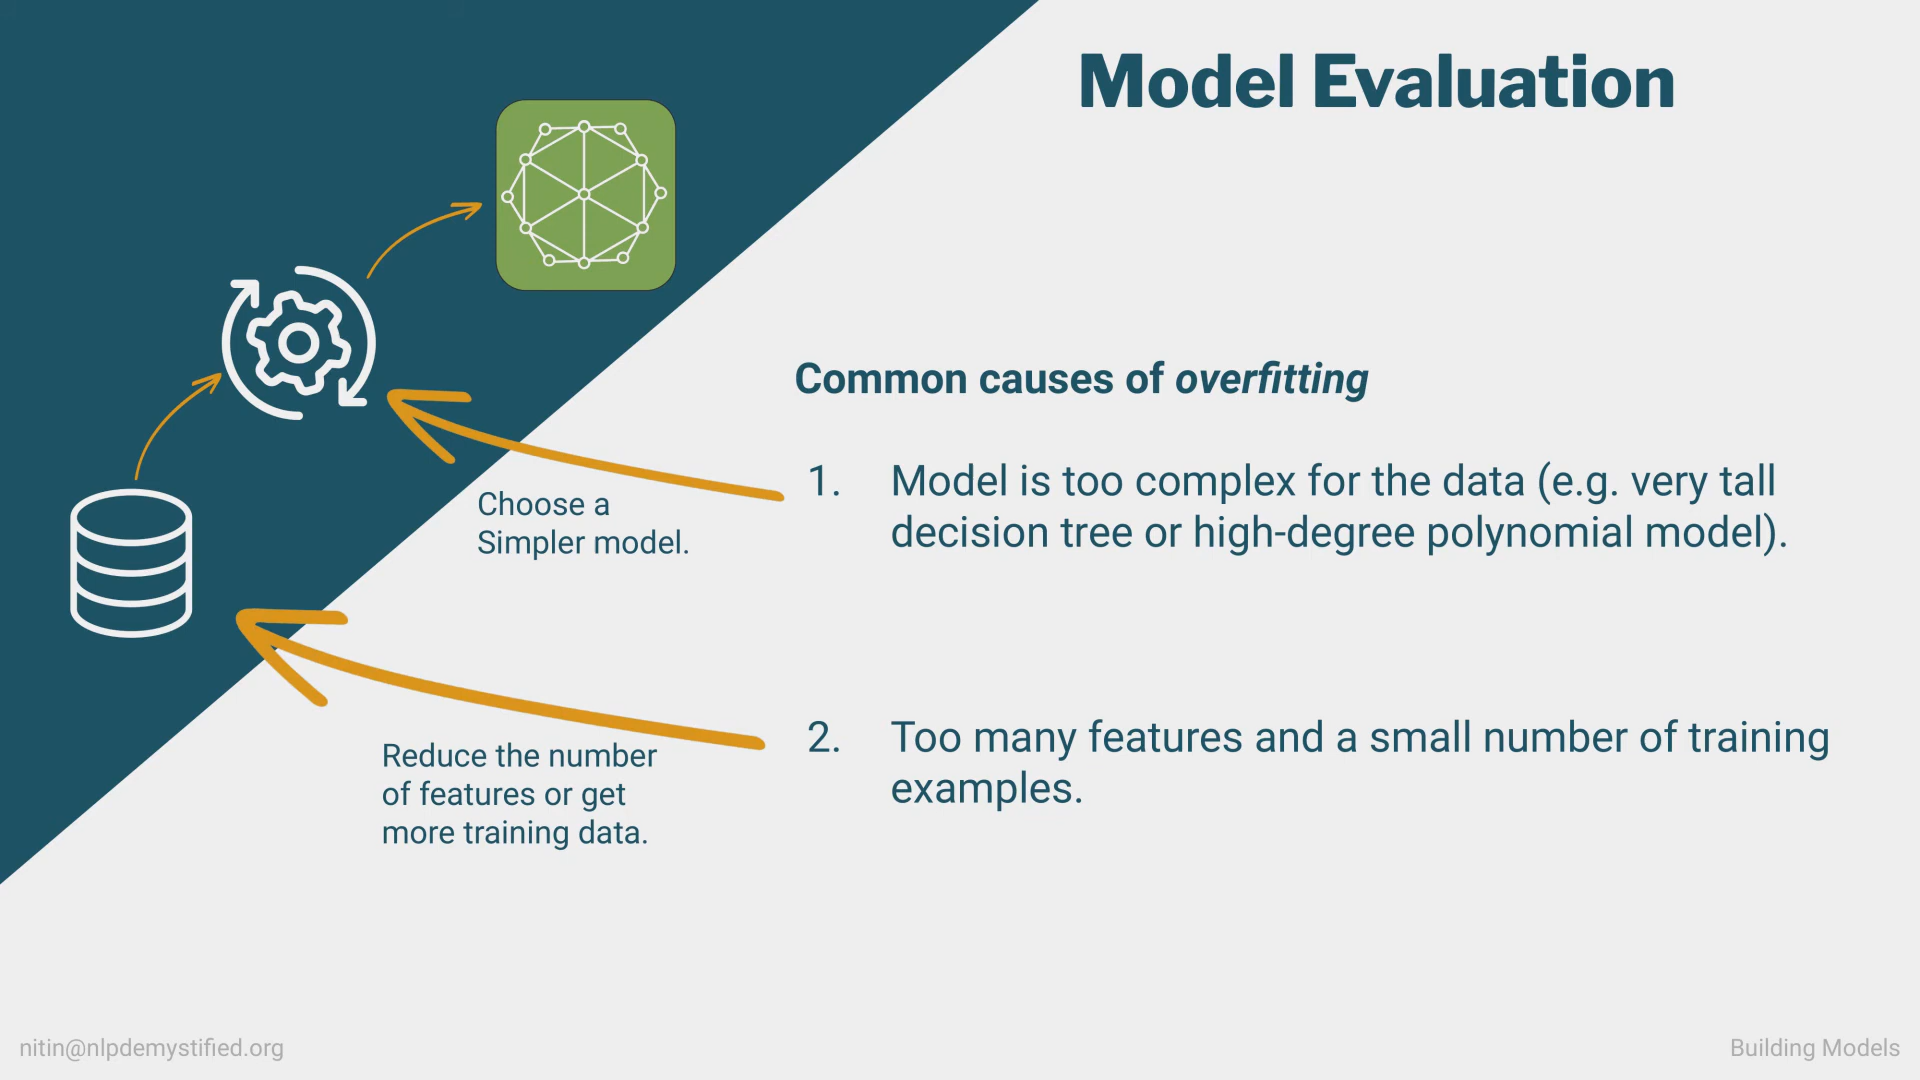 Model Evaluation
Common causes of overfitting
1. Model is too complex for the data (e.g. very tall
decision tree or high-degree polynomial model).
Choose a
Simpler model.
2. Too many features and a small number of training
examples.
Reduce the number
of features or get
more training data.
nitin@nlpdemystified.org
Building Models